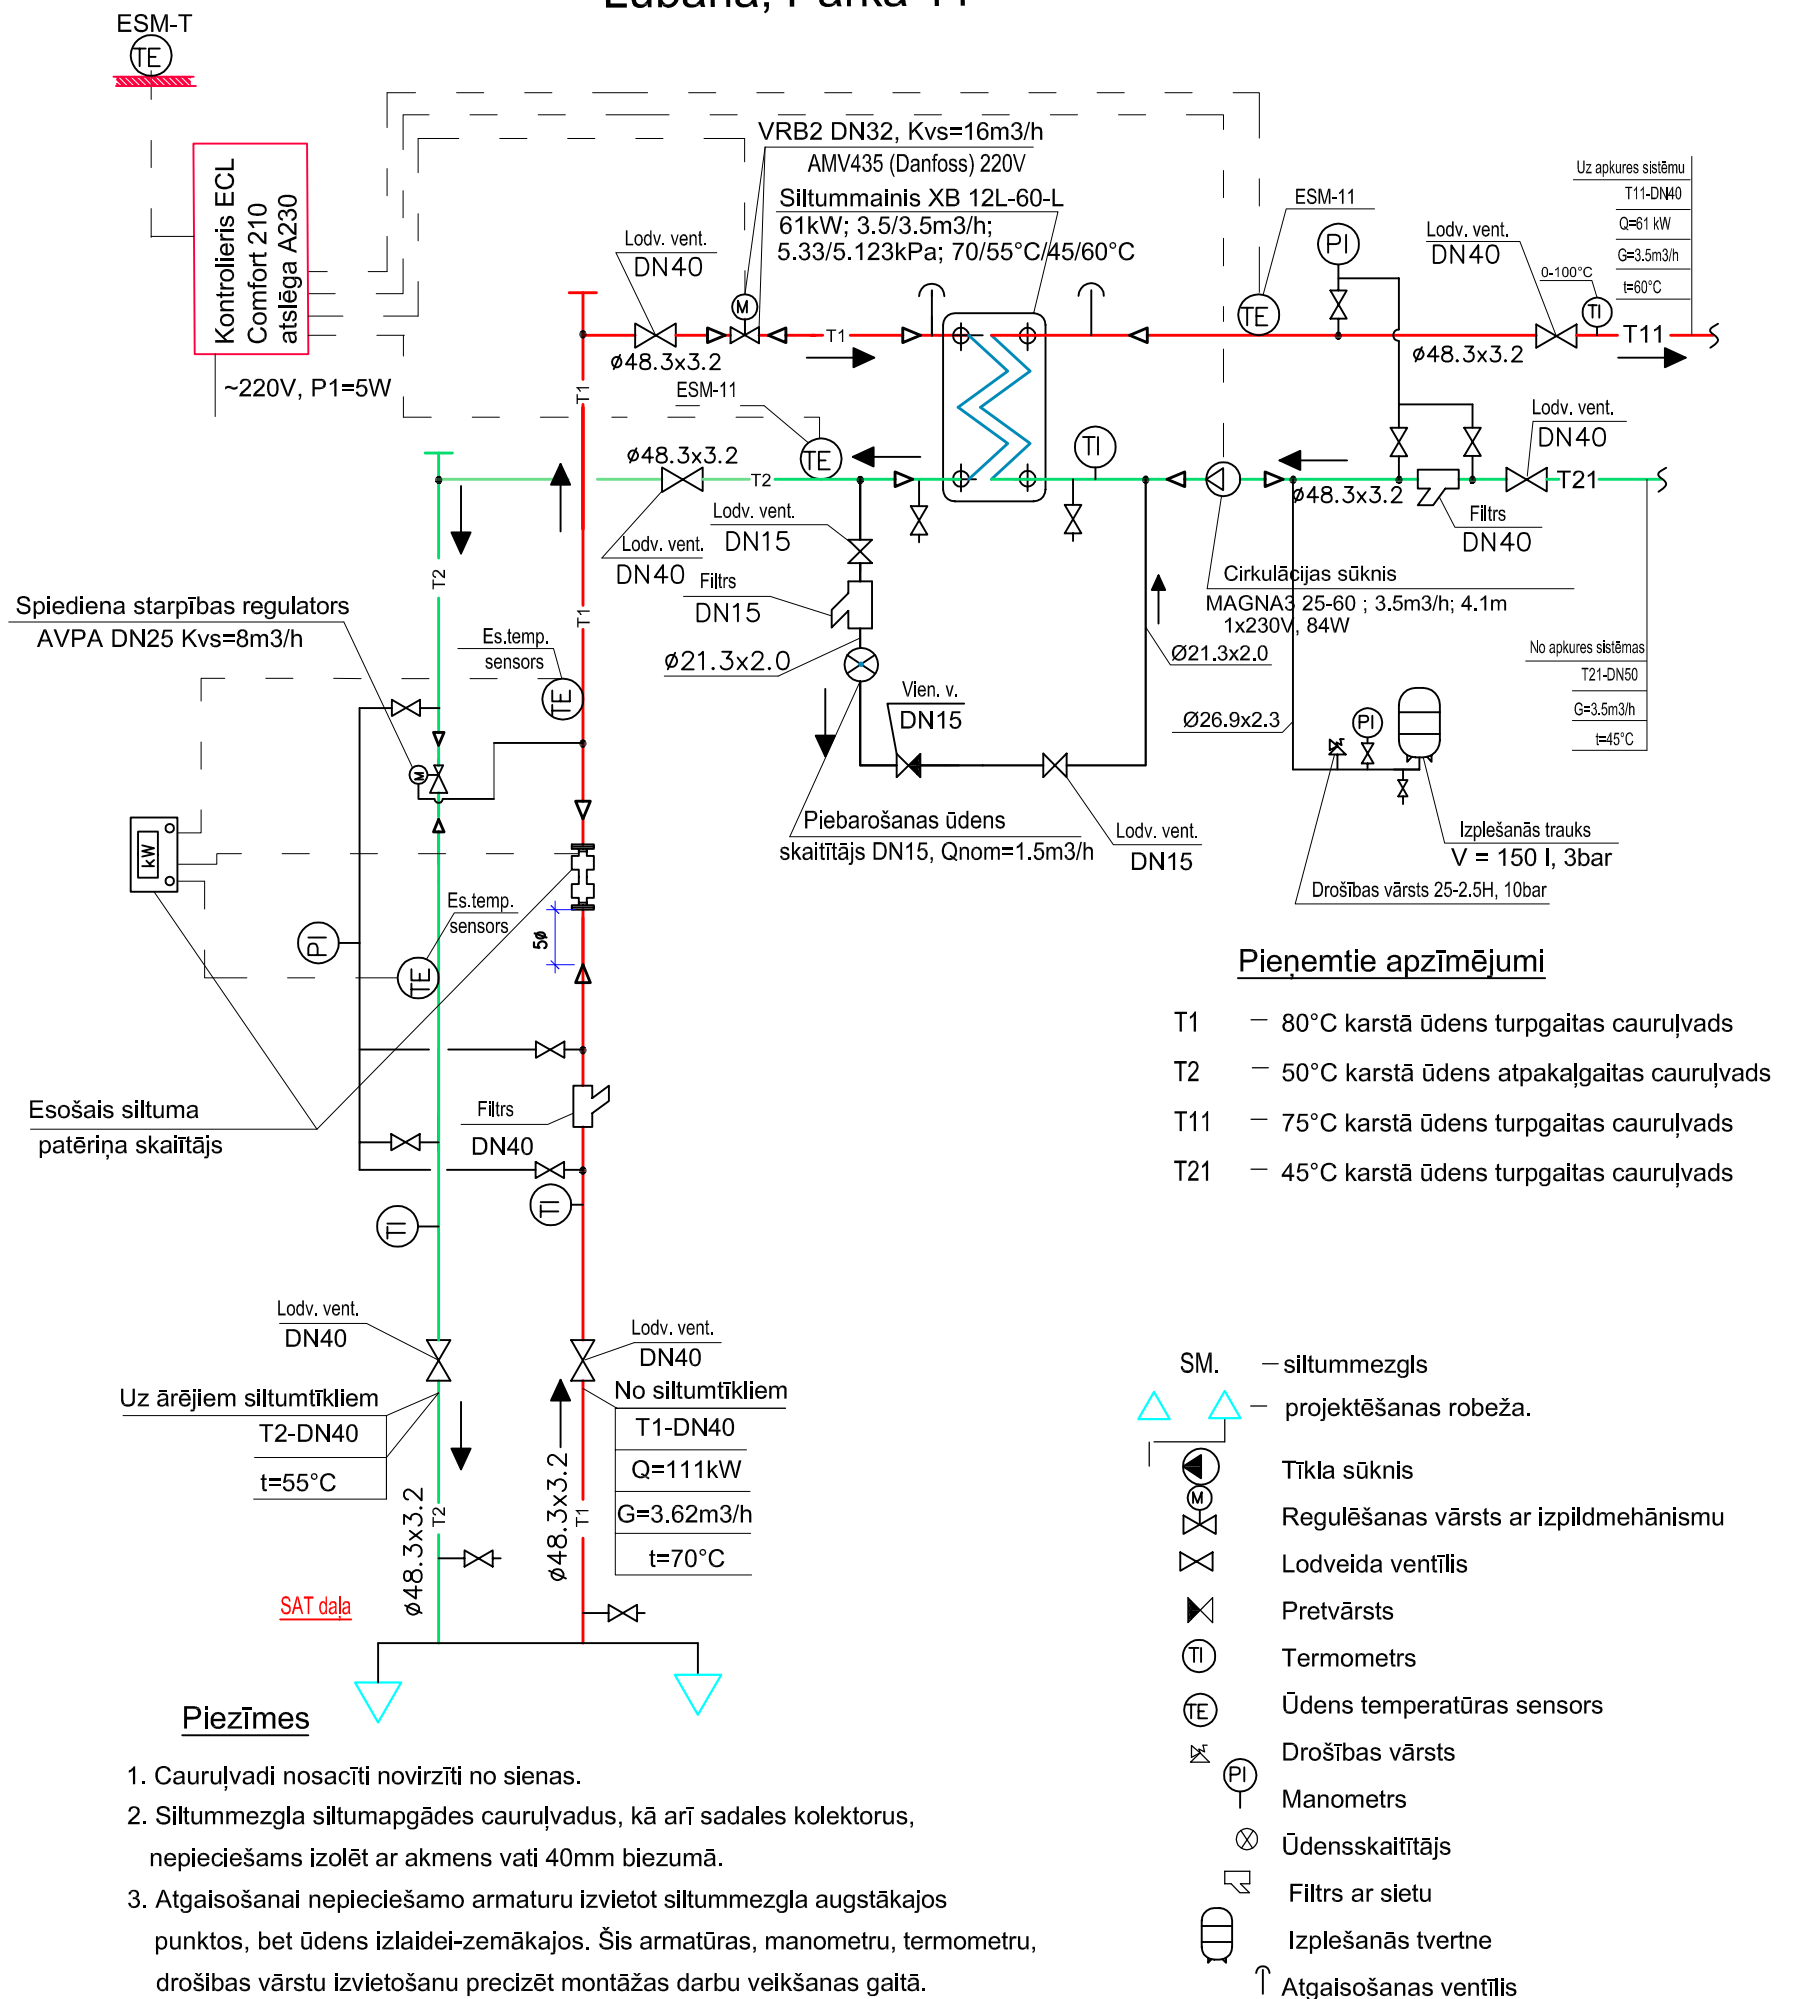 ESM-T
TE
Kontrolieris ECL
Comfort 210
atslēga A230
~220V, P1=5W
VRB2 DN32, Kvs=16m3/h
AMV435 (Danfoss) 220V
Siltummainis XB 12L-60-L
61kW; 3.5/3.5m3/h;
5.33/5.123kPa; 70/55°C/45/60°C
Lodv. vent.
DN40
M
T1
ø48.3x3.2
ESM-11
TE
ESM-11
TE
PI
Lodv. vent.
DN40
0-100°C
TI
T11
ø48.3x3.2
Uz apkures sistēmu
T11-DN40
Q=61 kW
G=3.5m3/h
t=60°C
T1
ø48.3x3.2
T2
TI
ø48.3x3.2
Lodv. vent.
DN40
T21
Filtrs
DN40
Lodv. vent.
DN15
Lodv. vent.
DN40
Filtrs
DN15
ø21.3x2.0
Cirkulācijas sūknis
MAGNA3 25-60 ; 3.5m3/h; 4.1m
1x230V, 84W
Ø21.3x2.0
Ø26.9x2.3
No apkures sistēmas
T21-DN50
G=3.5m3/h
t=45°C
PI
Vien. v.
DN15
Piebarošanas ūdens
skaitītājs DN15, Qnom=1.5m3/h
Lodv. vent.
DN15
Izplešanās trauks
V = 150 l, 3bar
Drošības vārsts 25-2.5H, 10bar
T2
T1
Spiediena starpības regulators
AVPA DN25 Kvs=8m3/h
Es.temp.
sensors
TE
M
kW
Es.temp.
sensors
5ø
PI
TE
Esošais siltuma
patēriņa skaiītājs
Filtrs
DN40
TI
TI
Lodv. vent.
DN40
Lodv. vent.
DN40
Uz ārējiem siltumtīkliem
T2-DN40
t=55°C
No siltumtīkliem
T1-DN40
Q=111kW
G=3.62m3/h
t=70°C
ø48.3x3.2
T2
ø48.3x3.2
T1
SAT daļa
Pieņemtie apzīmējumi
T1 — 80°C karstā ūdens turpgaitas cauruļvads
T2 — 50°C karstā ūdens atpakaļgaitas cauruļvads
T11 — 75°C karstā ūdens turpgaitas cauruļvads
T21 — 45°C karstā ūdens turpgaitas cauruļvads
SM. — siltummezgls
— projektēšanas robeža.
Tīkla sūknis
M
Regulēšanas vārsts ar izpildmehānismu
Lodveida ventīlis
Pretvārsts
TI Termometrs
TE Ūdens temperatūras sensors
Drošības vārsts
PI
Manometrs
Ūdensskaitītājs
Filtrs ar sietu
Izplešanās tvertne
Atgaisošanas ventīlis
Piezīmes
1. Cauruļvadi nosacīti novirzīti no sienas.
2. Siltummezgla siltumapgādes cauruļvadus, kā arī sadales kolektorus,
nepieciešams izolēt ar akmens vati 40mm biezumā.
3. Atgaisošanai nepieciešamo armaturu izvietot siltummezgla augstākajos
punktos, bet ūdens izlaidei-zemākajos. Šis armatūras, manometru, termometru,
drošibas vārstu izvietošanu precizēt montāžas darbu veikšanas gaitā.